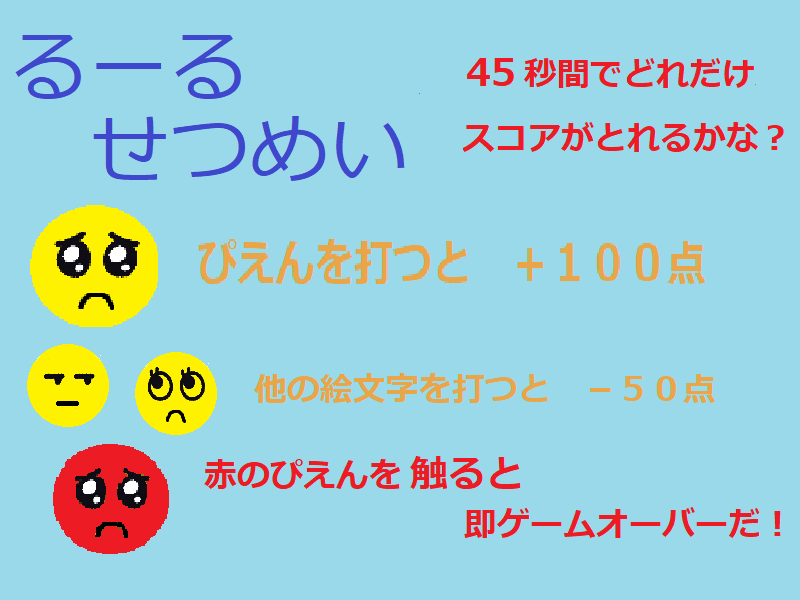 るーる
せつめい
45秒間でどれだけ
スコアがとれるかな?
ぴえんを打つと　+100点
他の絵文字を打つと　-50点
赤のぴえんを触ると
即ゲームオーバーだ!